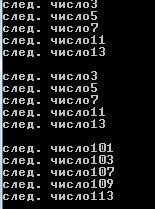 след. число3
след. число5
след. число7
след. число11
след. число13
след. число3
след. число5
след. число7
след. число11
след. число13
след. число101
след. число103
след. число107
след. число109
след. число113